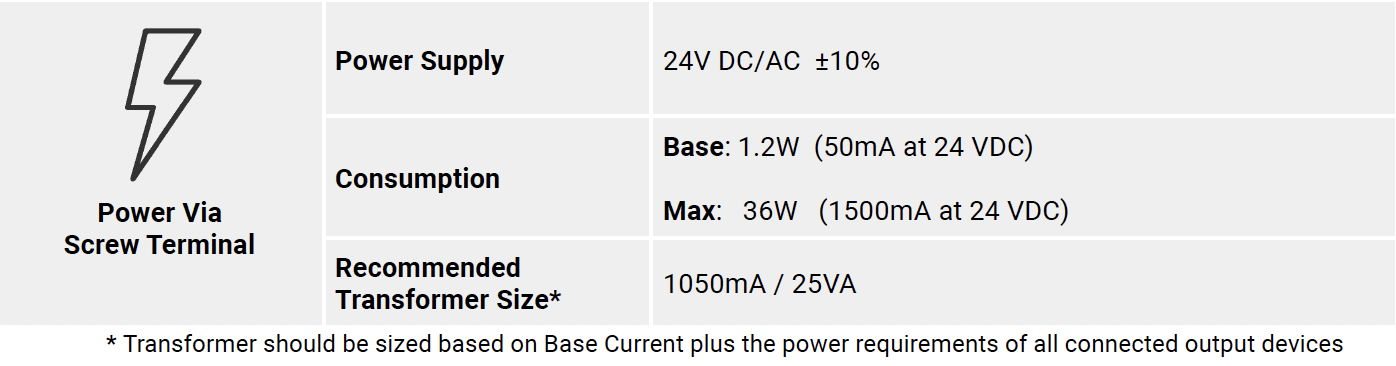 Power Via
Screw Terminal
Power Supply
24V DC/AC ±10%
Consumption
Base: 1.2W (50mA at 24 VDC)
Max: 36W (1500mA at 24 VDC)
Recommended
Transformer Size*
1050mA / 25VA
* Transformer should be sized based on Base Current plus the power requirements of all connected output devices